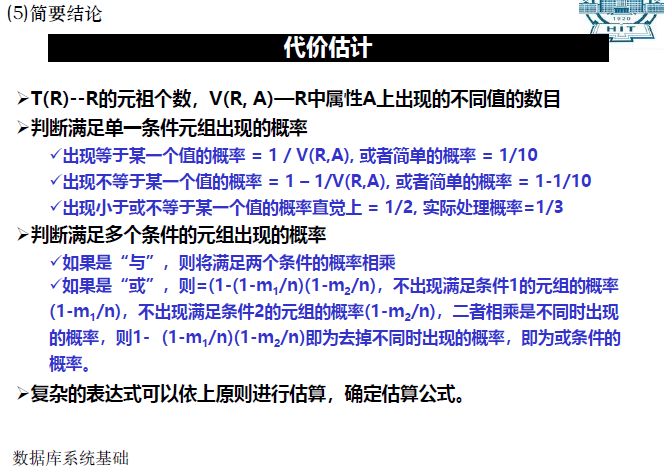 (5)简要结论
1920
HIT
代价估计
➢T(R)--R的元祖个数，V(R, A)—R中属性A上出现的不同值的数目
➢判断满足单一条件元组出现的概率
✓出现等于某一个值的概率 = 1 / V(R,A), 或者简单的概率 = 1/10
✓出现不等于某一个值的概率 = 1 – 1/V(R,A), 或者简单的概率 = 1-1/10
✓出现小于或不等于某一个值的概率直觉上 = 1/2, 实际处理概率=1/3
➢判断满足多个条件的元组出现的概率
✓如果是“与”，则将满足两个条件的概率相乘
✓如果是“或”，则=(1-(1-m₁/n)(1-m₂/n)，不出现满足条件1的元组的概率
(1-m₁/n)，不出现满足条件2的元组的概率(1-m₂/n)，二者相乘是不同时出现
的概率，则1-（1-m₁/n)(1-m₂/n)即为去掉不同时出现的概率，即为或条件的
概率。
➢复杂的表达式可以依上原则进行估算，确定估算公式。
数据库系统基础